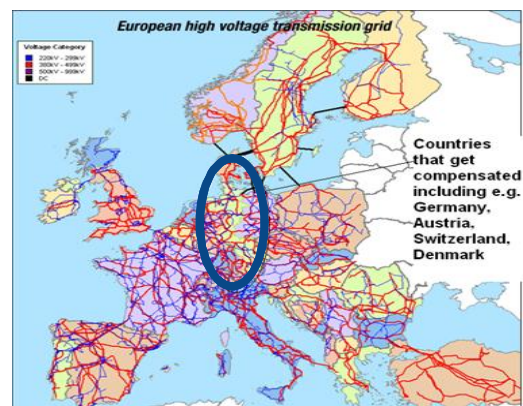 European high voltage transmission grid
Voltage Category
220kV - 299kV
380kV - 499kV
500kV - 999kV
DC
Countries
that get
compensated
including e.g.
Germany,
Austria,
Switzerland,
Denmark